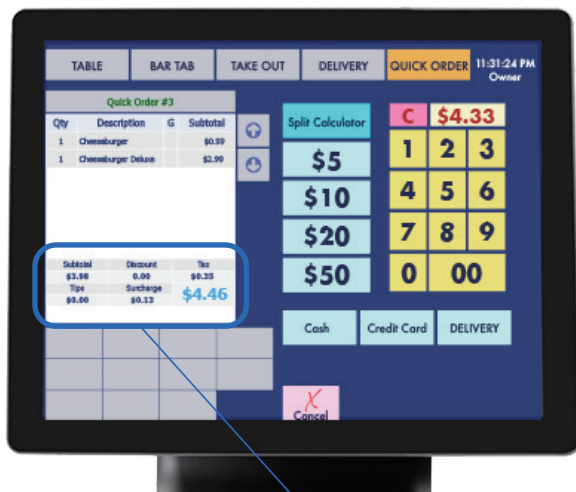 TABLE BAR TAB TAKE OUT DELIVERY QUICK ORDER 11:31:24 PM
Owner
Quick Order #3
Qty Description G Subtotal
1 Cheeseburger $0.99
1 Cheeseburger Deluxe $2.99
Subtotal Discount Tax
$3.98 0.00 $0.35
Tips Surcharge
$0.00 $0.13 $4.46
Split Calculator
$5
$10
$20
$50
C $4.33
1 2 3
4 5 6
7 8 9
0 00
Cash Credit Card DELIVERY
X
Cancel